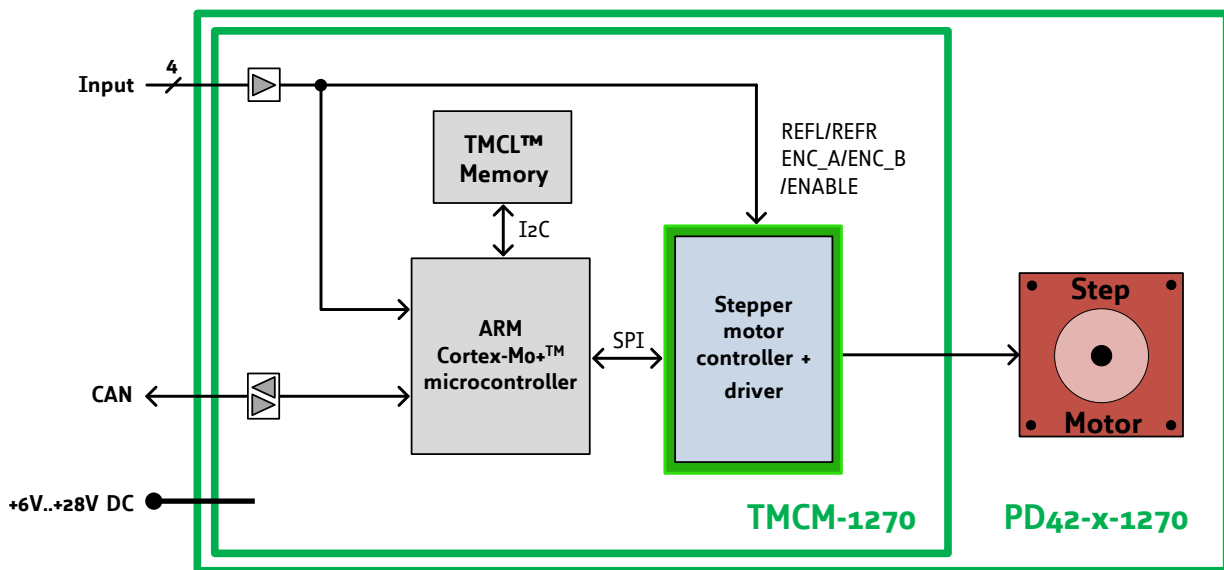 4
Input
TMCL™
Memory
REFL/REFR
ENC_A/ENC_B
/ENABLE
I2C
ARM
Cortex-M0+™
microcontroller
SPI
Stepper
motor
controller +
driver
Step
Motor
CAN
+6V..+28V DC
TMCM-1270
PD42-x-1270